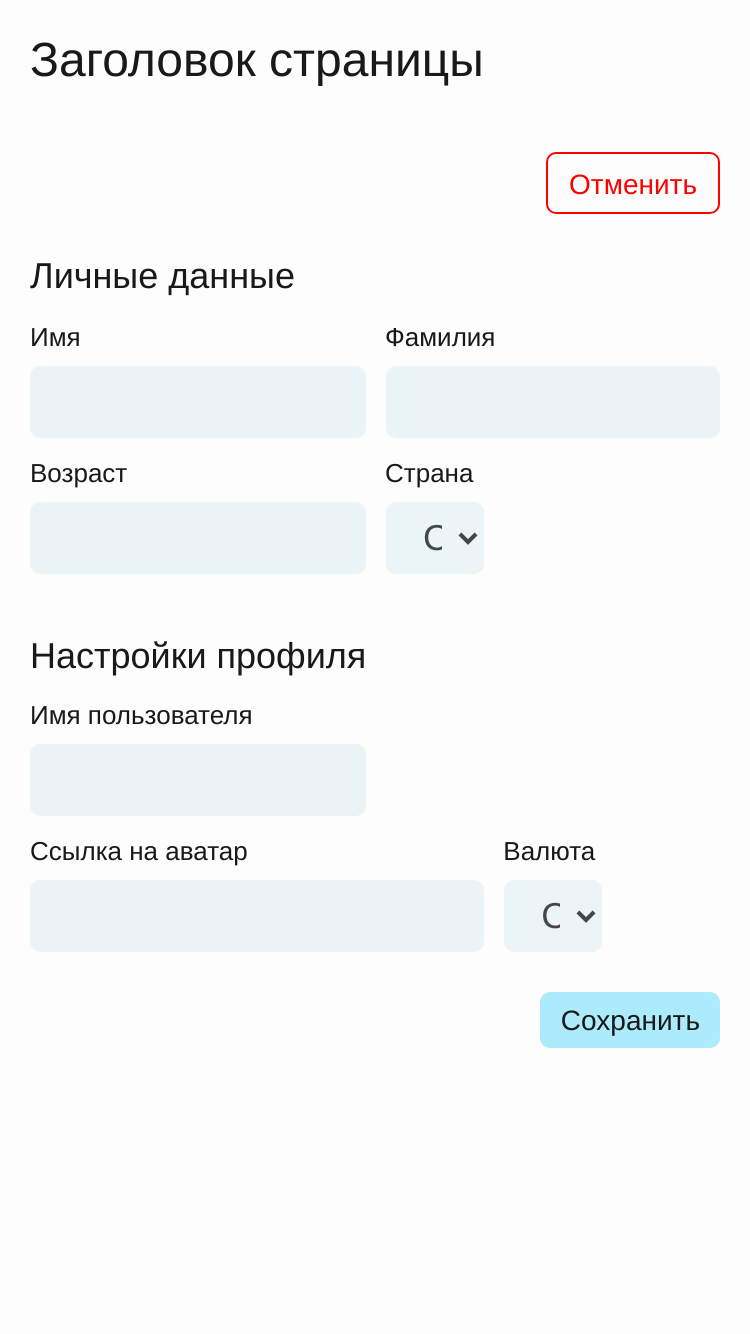 Заголовок страницы
Отменить
Личные данные
Имя Фамилия
Возраст Страна
С
Настройки профиля
Имя пользователя
Ссылка на аватар Валюта
С
Сохранить